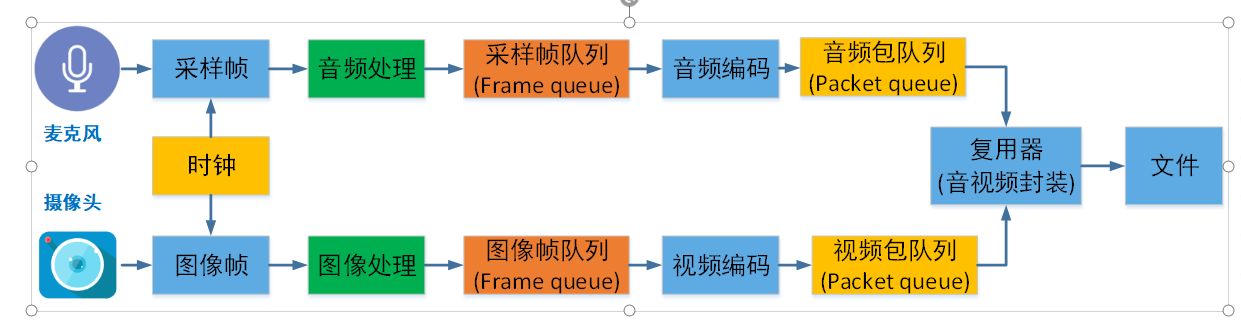 采样帧
音频处理
采样帧队列
(Frame queue)
音频编码
音频包队列
(Packet queue)
麦克风
时钟
复用器
(音视频封装)
文件
摄像头
图像帧
图像处理
图像帧队列
(Frame queue)
视频编码
视频包队列
(Packet queue)